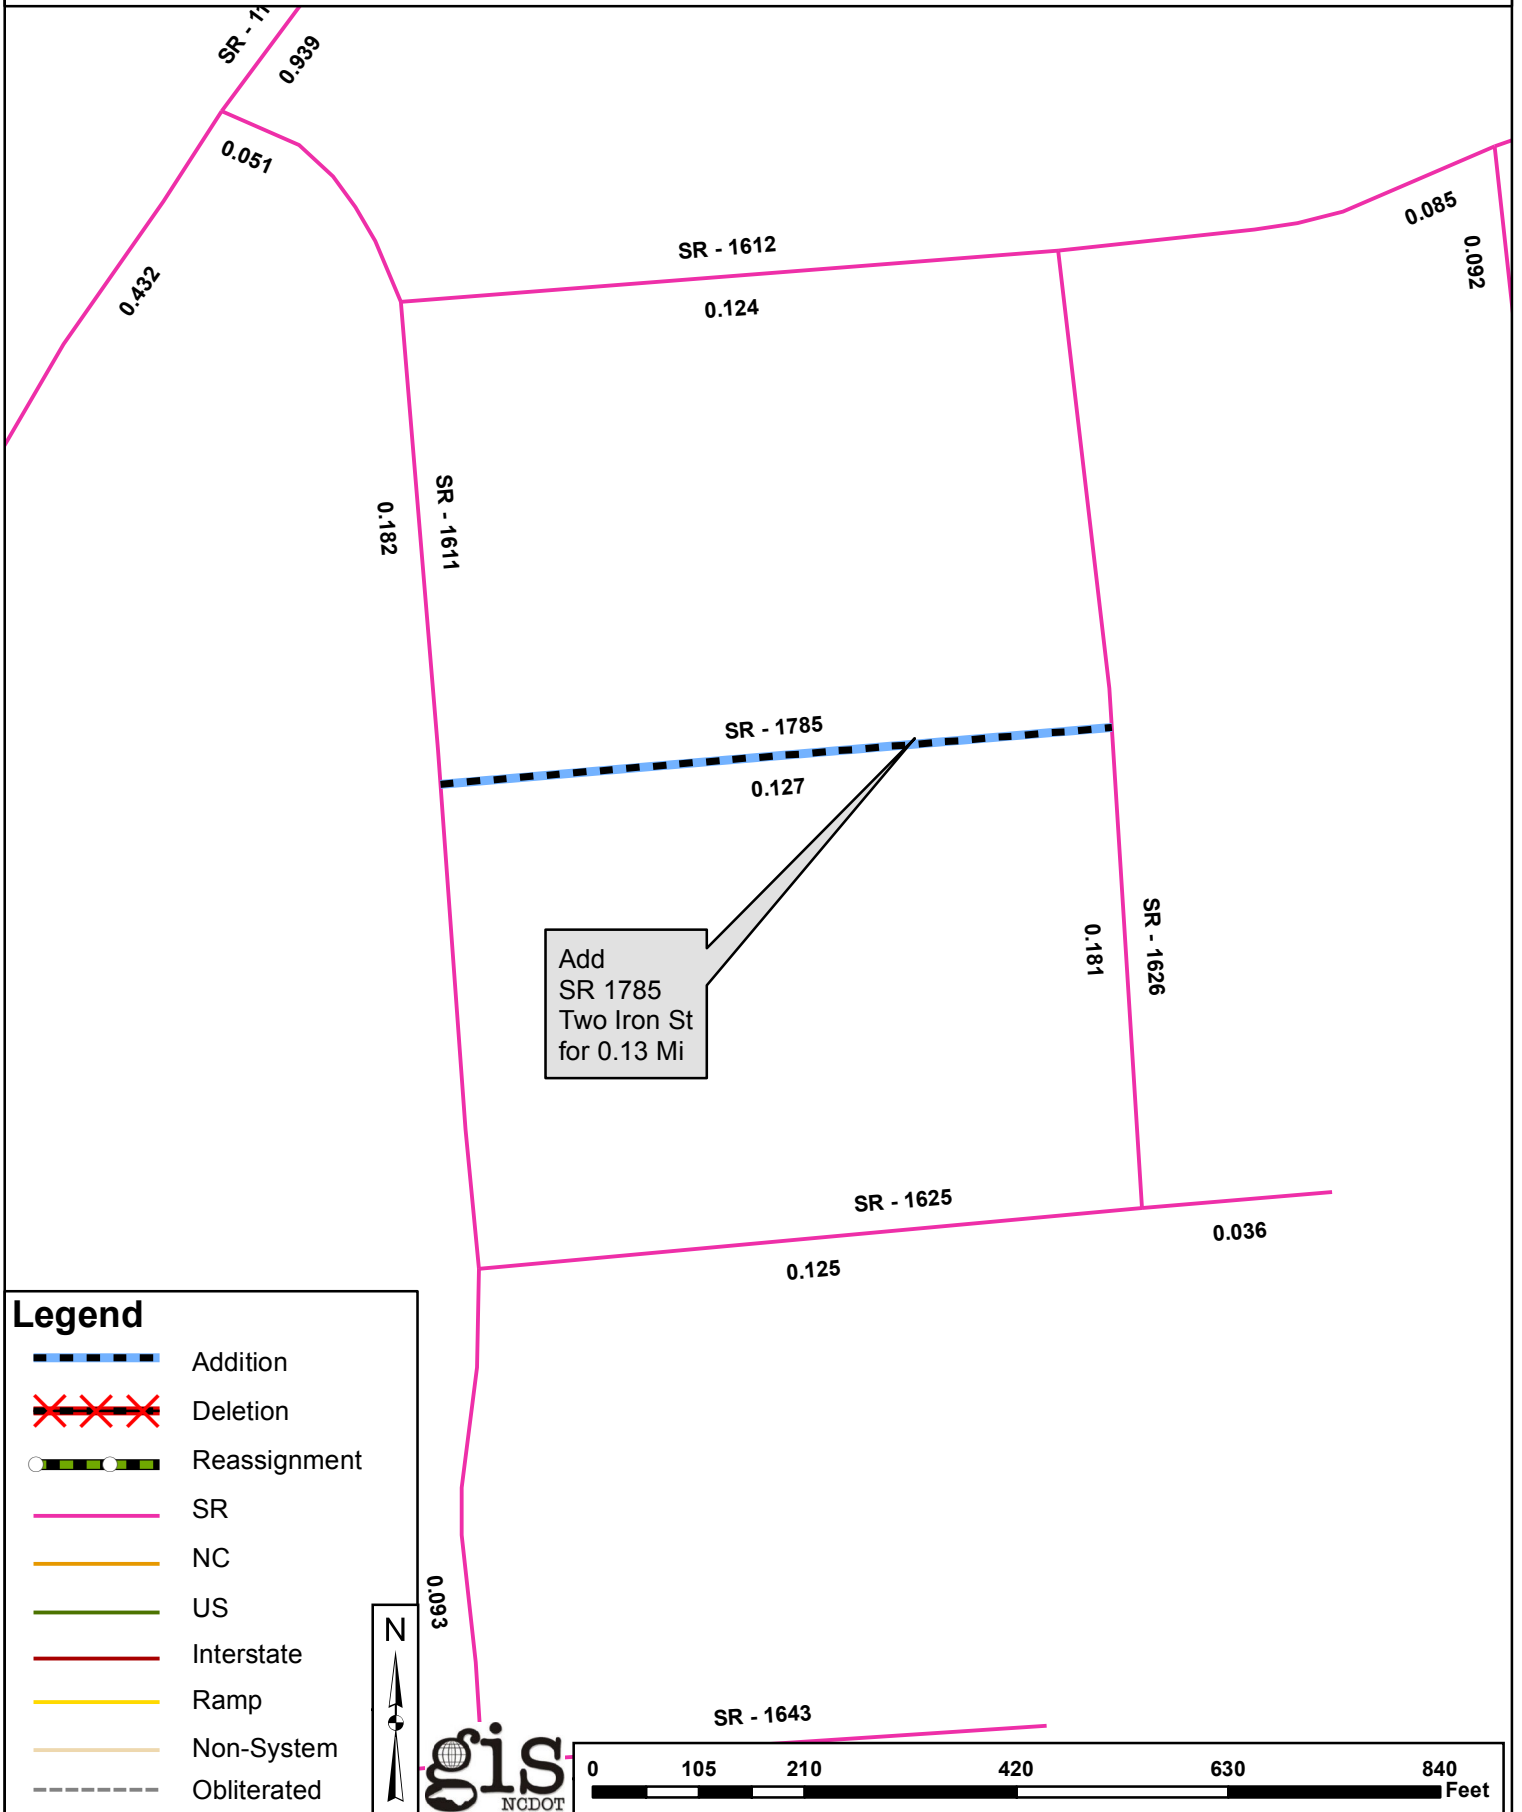 SR - 11
0.939
0.051
0.432
SR - 1612
0.124
0.085
0.092
SR - 1611
0.182
SR - 1785
0.127
Add
SR 1785
Two Iron St
for 0.13 Mi
SR - 1626
0.181
SR - 1625
0.125
0.036
Legend
Addition
Deletion
Reassignment
SR
NC
US
Interstate
Ramp
Non-System
Obliterated
0.093
N
gis
NCDOT
SR - 1643
0 105 210 420 630 840
Feet